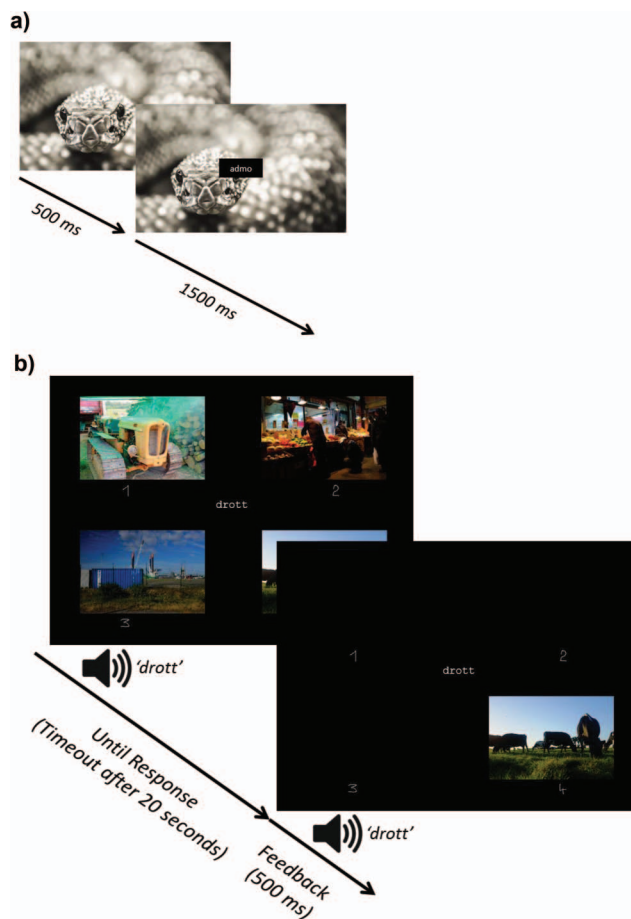 a)
admo
500 ms
1500 ms
b)
1
2
drott
3
1
2
drott
3
4
'drott'
Until Response
(Timeout after 20 seconds)
'drott'
Feedback
(500 ms)